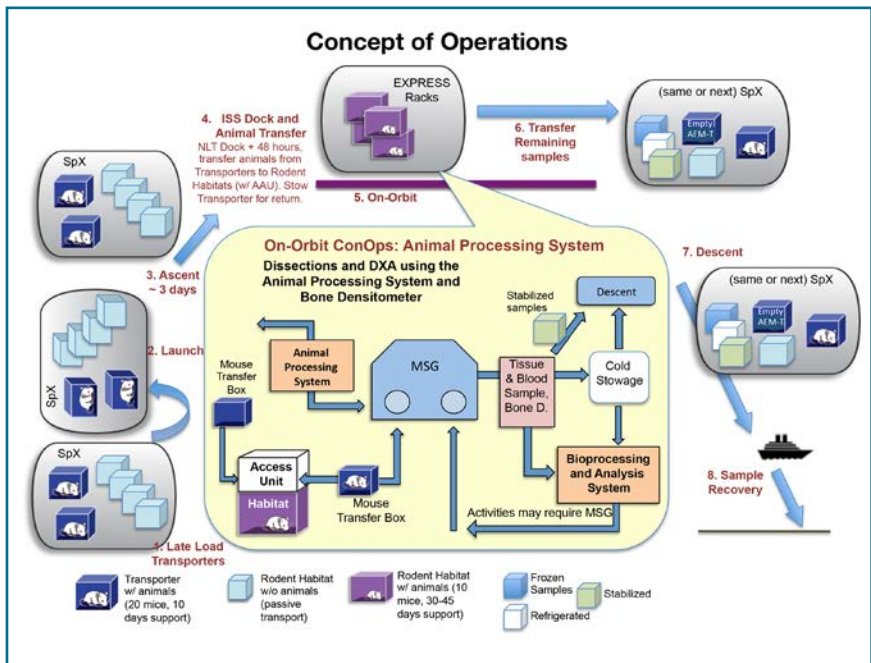 Concept of Operations
EXPRESS
Racks
4. ISS Dock and
Animal Transfer
NLT Dock + 48 hours,
transfer animals from
Transporters to Rodent
Habitats (w/ AAU). Stow
Transporter for return.
5. On-Orbit
6. Transfer
Remaining
samples
(same or next) SpX
Empty
AEM-T
SpX
3. Ascent
~ 3 days
2. Launch
SpX
SpX
1. Late Load
Transporters
On-Orbit ConOps: Animal Processing System
Dissections and DXA using the
Animal Processing System and
Bone Densitometer
Stabilized
samples
Descent
Mouse
Transfer
Box
Animal
Processing
System
MSG
Tissue
& Blood
Sample,
Bone D.
Cold
Stowage
Access
Unit
Habitat
Mouse
Transfer Box
Bioprocessing
and Analysis
System
Activities may require MSG
7. Descent
(same or next) SpX
Empty
AEM-T
8. Sample
Recovery
Transporter
w/ animals
(20 mice, 10
days support)
Rodent Habitat
w/o animals
(passive
transport)
Rodent Habitat
w/ animals (10
mice, 30-45
days support)
Frozen
Samples
Refrigerated
Stabilized